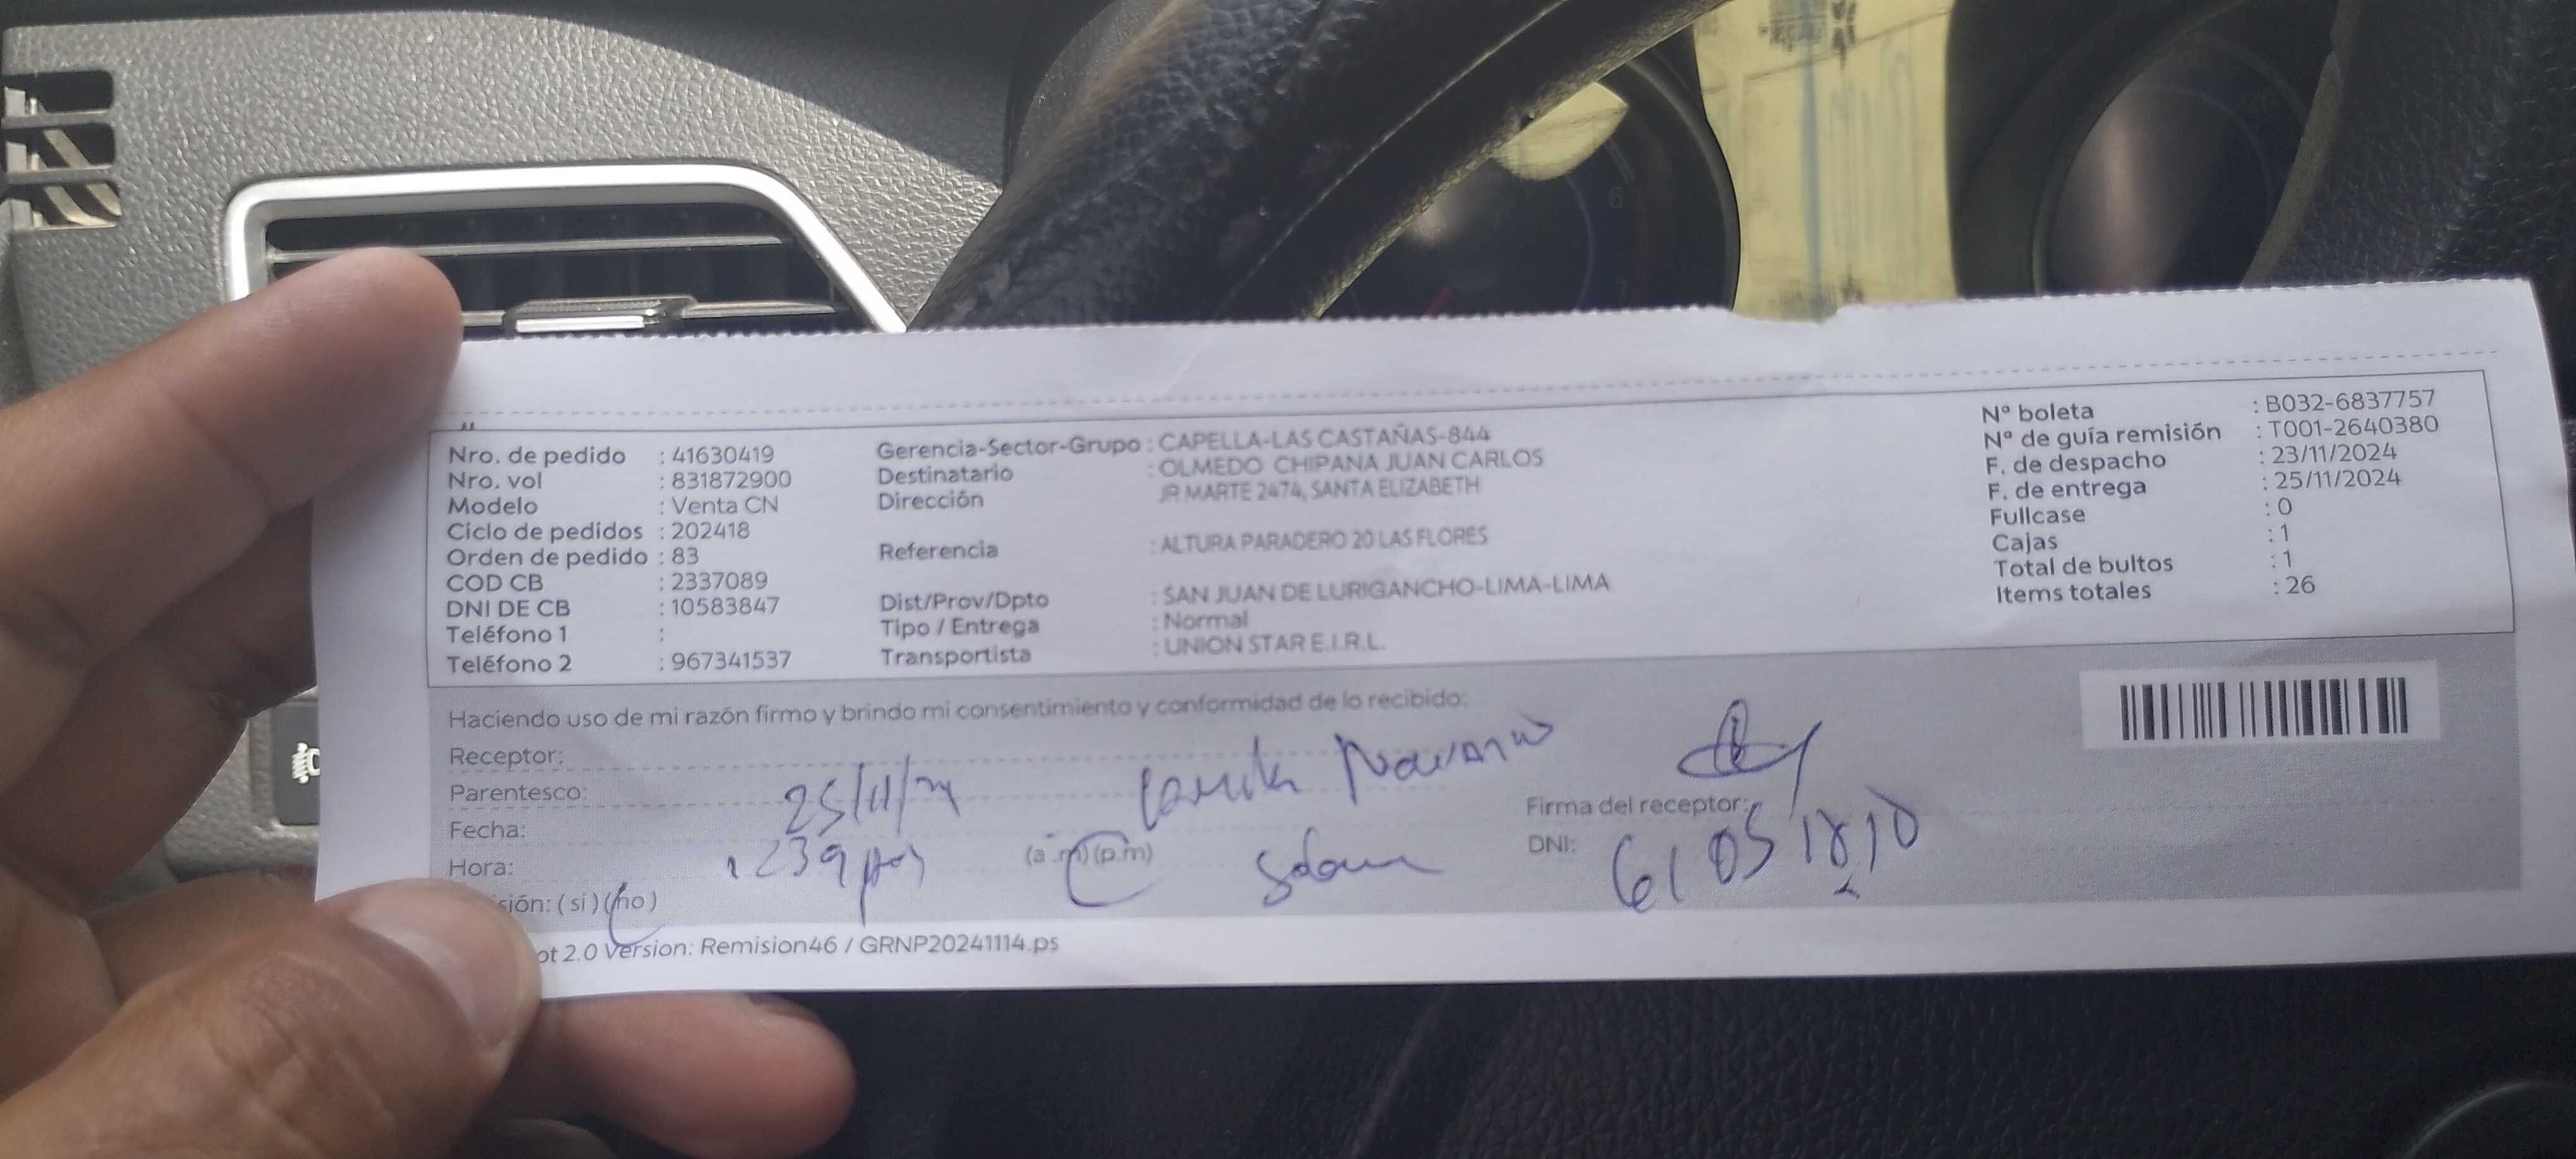 Nro. de pedido : 41630419
Nro. vol : 831872900
Modelo : Venta CN
Ciclo de pedidos : 202418
Orden de pedido : 83
COD CB : 2337089
DNI DE CB : 10583847
Teléfono 1 :
Teléfono 2 : 967341537
Gerencia-Sector-Grupo : CAPELLA-LAS CASTAÑAS-844
Destinatario : OLMEDO CHIPANA JUAN CARLOS
Dirección JR MARTE 2474, SANTA ELIZABETH
Referencia : ALTURA PARADERO 20 LAS FLORES
Dist/Prov/Dpto : SAN JUAN DE LURIGANCHO-LIMA-LIMA
Tipo / Entrega : Normal
Transportista : UNION STAR E.I.R.L.
Nº boleta : B032-6837757
Nº de guía remisión : T001-2640380
F. de despacho : 23/11/2024
F. de entrega : 25/11/2024
Fullcase : 0
Cajas : 1
Total de bultos : 1
Items totales : 26
Haciendo uso de mi razón firmo y brindo mi consentimiento y conformidad de lo recibido:
Receptor:
Parentesco:
Fecha: 25/11/24
Hora: 1239 (a.m) (p.m)
sión: ( si ) ( no )
Firma del receptor:
DNI:
ot 2.0 Version: Remision46 / GRNP20241114.ps